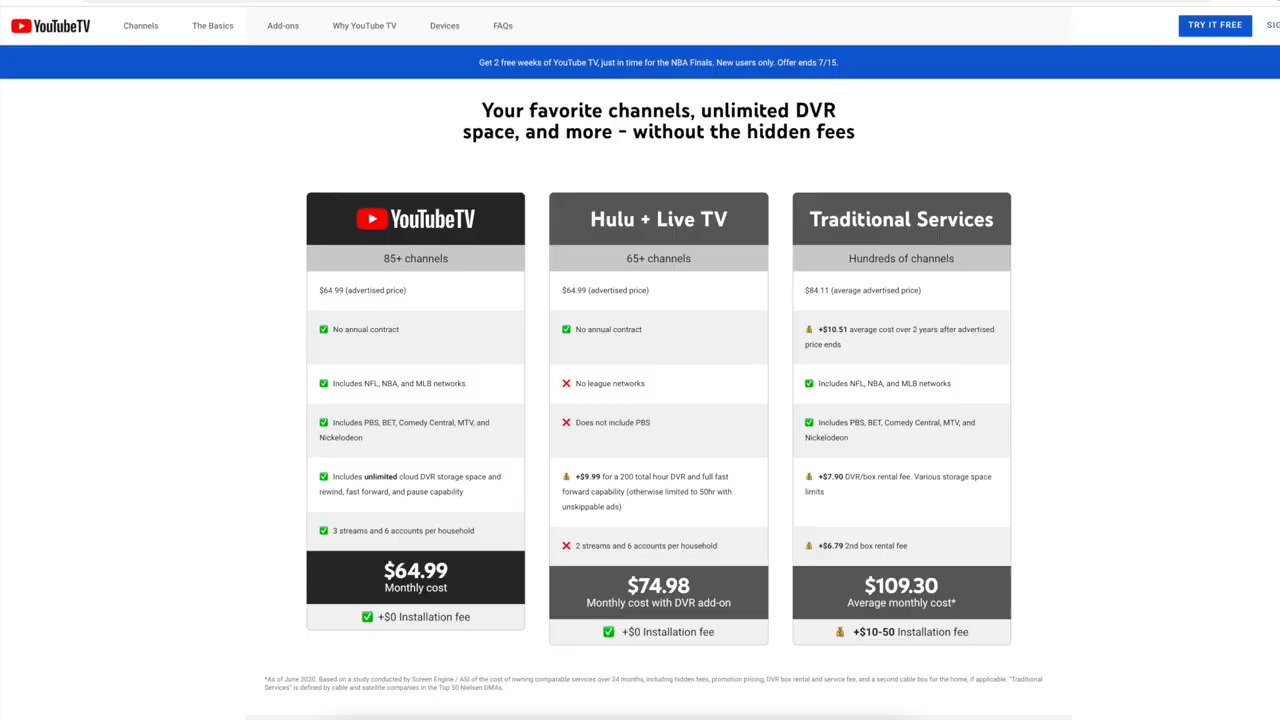 YouTubeTV
Channels
The Basics
Add-ons
Why YouTube TV
Devices
FAQs
TRY IT FREE
Get 2 free weeks of YouTube TV, just in time for the NBA Finals. New users only. Offer ends 7/15.
Your favorite channels, unlimited DVR
space, and more – without the hidden fees
YouTubeTV
85+ channels
$64.99 (advertised price)
✅ No annual contract
✅ Includes NFL, NBA, and MLB networks
✅ Includes PBS, BET, Comedy Central, MTV, and
Nickelodeon
✅ Includes unlimited cloud DVR storage space and
rewind, fast forward, and pause capability
✅ 3 streams and 6 accounts per household
$64.99
Monthly cost
✅ +$0 Installation fee
Hulu + Live TV
65+ channels
$64.99 (advertised price)
✅ No annual contract
❌ No league networks
❌ Does not include PBS
💰 +$9.99 for a 200 total hour DVR and full fast
forward capability (otherwise limited to 50hr with
unskippable ads)
❌ 2 streams and 6 accounts per household
$74.98
Monthly cost with DVR add-on
✅ +$0 Installation fee
Traditional Services
Hundreds of channels
$84.11 (average advertised price)
💰 +$10.51 average cost over 2 years after advertised
price ends
✅ Includes NFL, NBA, and MLB networks
✅ Includes PBS, BET, Comedy Central, MTV, and
Nickelodeon
💰 +$7.90 DVR/box rental fee. Various storage space
limits
💰 +$6.79 2nd box rental fee
$109.30
Average monthly cost*
💰 +$10-50 Installation fee
*As of June 2020. Based on a study conducted by Screen Engine / ASI of the cost of owning comparable services over 24 months, including hidden fees, promotion pricing, DVR box rental and service fee, and a second cable box for the home, if applicable. "Traditional
Services" is defined by cable and satellite companies in the Top 50 Nielsen DMAs.